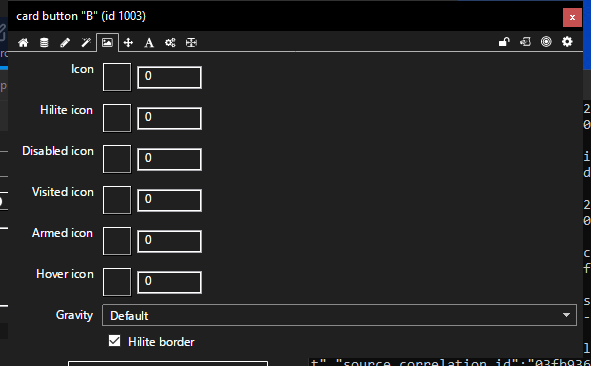 card button "B" (id 1003)
x
A
Icon
0
Hilite icon
0
Disabled icon
0
Visited icon
0
Armed icon
0
Hover icon
0
Gravity
Default
Hilite border
t" "source_correlation_id":"03fb936